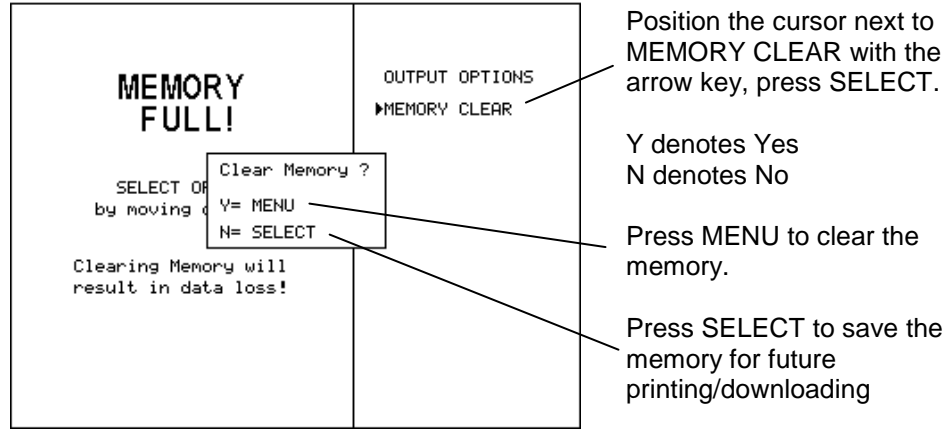 MEMORY
FULL!
SELECT OP
by moving
Clearing Memory will
result in data loss!
Clear Memory ?
Y= MENU
N= SELECT
OUTPUT OPTIONS
▶MEMORY CLEAR
Position the cursor next to
MEMORY CLEAR with the
arrow key, press SELECT.
Y denotes Yes
N denotes No
Press MENU to clear the
memory.
Press SELECT to save the
memory for future
printing/downloading